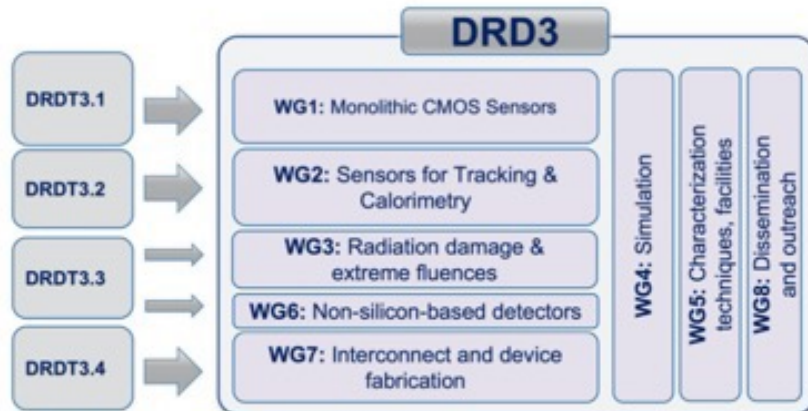 DRD3
DRDT3.1
DRDT3.2
DRDT3.3
DRDT3.4
WG1: Monolithic CMOS Sensors
WG2: Sensors for Tracking &
Calorimetry
WG3: Radiation damage &
extreme fluences
WG6: Non-silicon-based detectors
WG7: Interconnect and device
fabrication
WG4: Simulation
WG5: Characterization
techniques, facilities
WG8: Dissemination
and outreach